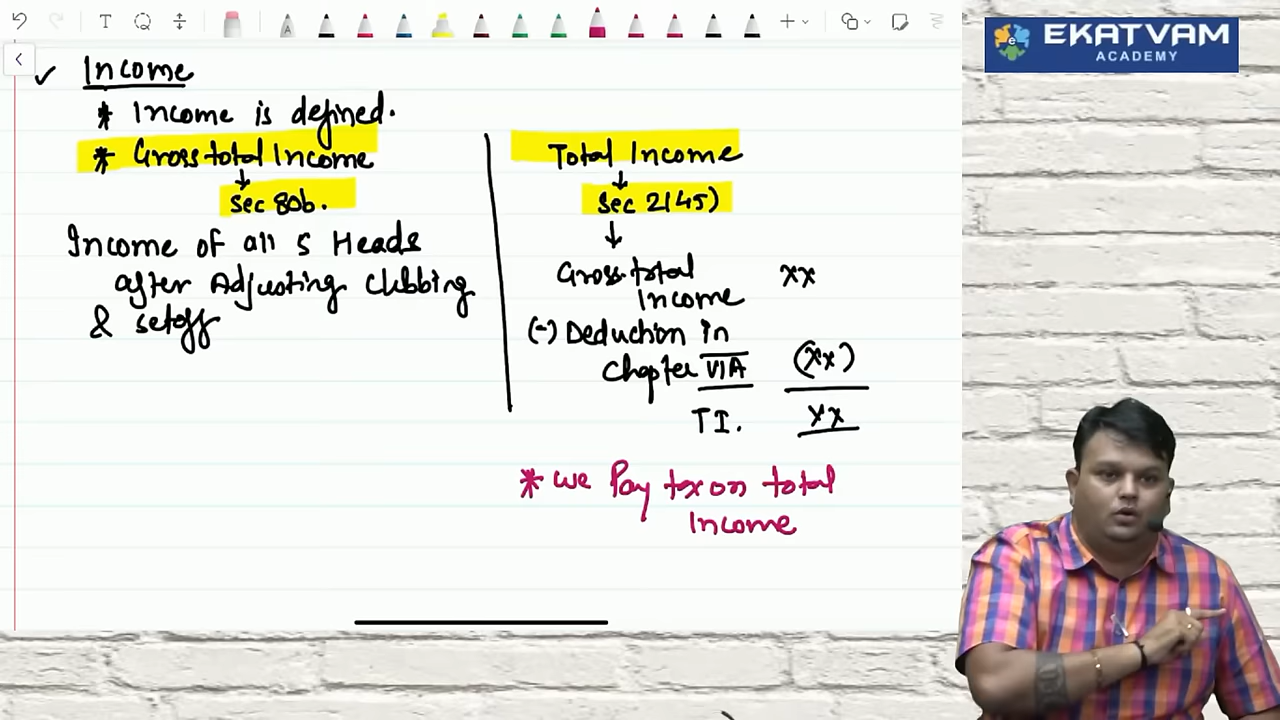 EKATVAM
ACADEMY
✓ Income
* Income is defined.
* Gross total Income
↓
Sec 80b.
Income of all 5 Heads
after Adjusting Clubbing
& setoff
Total Income
↓
Sec 2(45)
↓
Gross total Income xx
(-) Deduction in
Chapter VIA (xx)
TI. xx
* We Pay tax on total
Income